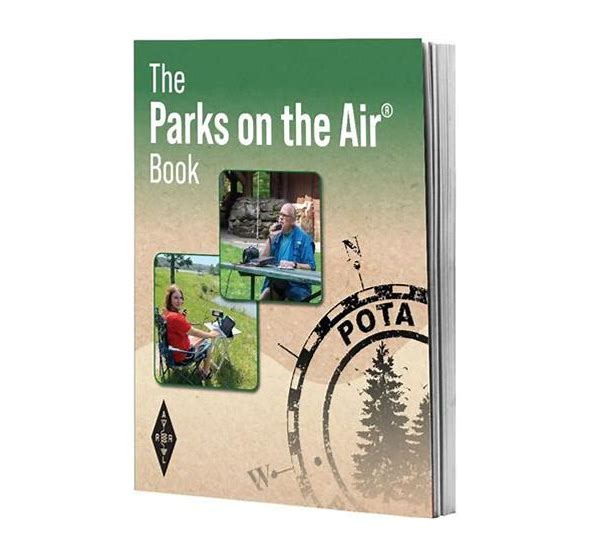 The
Parks on the Air®
Book
POTA
W
A
R R
L